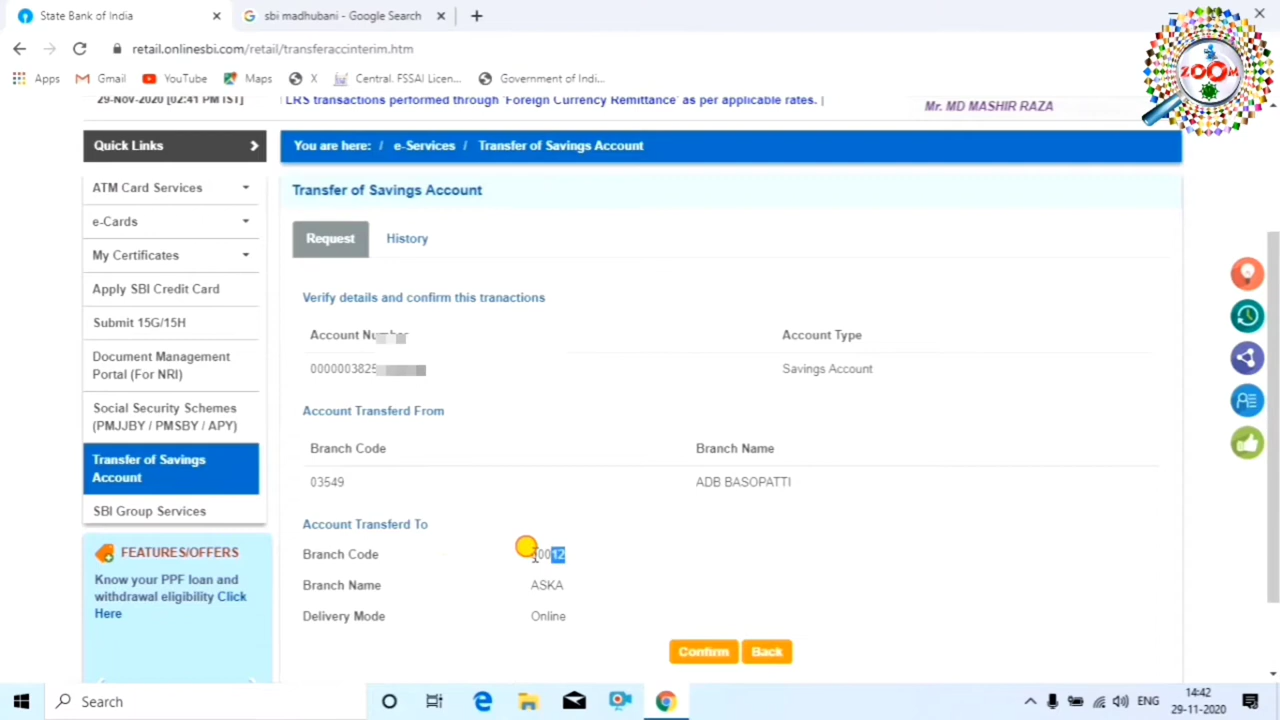 State Bank of India
sbi madhubani - Google Search
retail.onlinesbi.com/retail/transferaccinterim.htm
Apps
Gmail
YouTube
Maps
X
Central. FSSAI Licen...
Government of Indi...
ZOOM
29-Nov-2020 [02:41 PM IST]
LRS transactions performed through 'Foreign Currency Remittance' as per applicable rates. |
Mr. MD MASHIR RAZA
Quick Links
You are here: / e-Services / Transfer of Savings Account
ATM Card Services
e-Cards
My Certificates
Apply SBI Credit Card
Submit 15G/15H
Document Management
Portal (For NRI)
Social Security Schemes
(PMJJBY / PMSBY / APY)
Transfer of Savings
Account
SBI Group Services
FEATURES/OFFERS
Know your PPF loan and
withdrawal eligibility Click
Here
Transfer of Savings Account
Request
History
Verify details and confirm this tranactions
Account Number
Account Type
0000003825
Savings Account
Account Transferd From
Branch Code
Branch Name
03549
ADB BASOPATTI
Account Transferd To
Branch Code
Branch Name
ASKA
Delivery Mode
Online
Confirm
Back
Search
ENG
14:42
29-11-2020